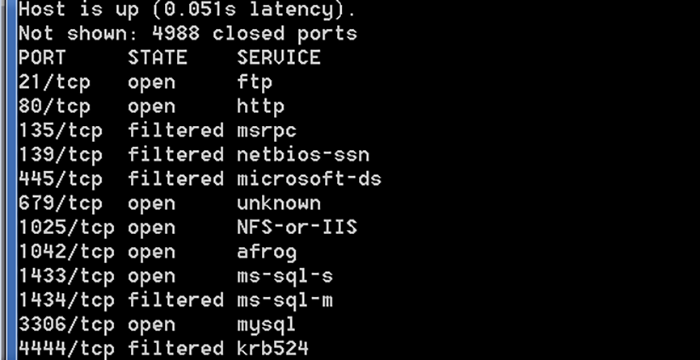 Host is up (0.051s latency).
Not shown: 4988 closed ports
PORT STATE SERVICE
21/tcp open ftp
80/tcp open http
135/tcp filtered msrpc
139/tcp filtered netbios-ssn
445/tcp filtered microsoft-ds
679/tcp open unknown
1025/tcp open NFS-or-IIS
1042/tcp open afrog
1433/tcp open ms-sql-s
1434/tcp filtered ms-sql-m
3306/tcp open mysql
4444/tcp filtered krb524